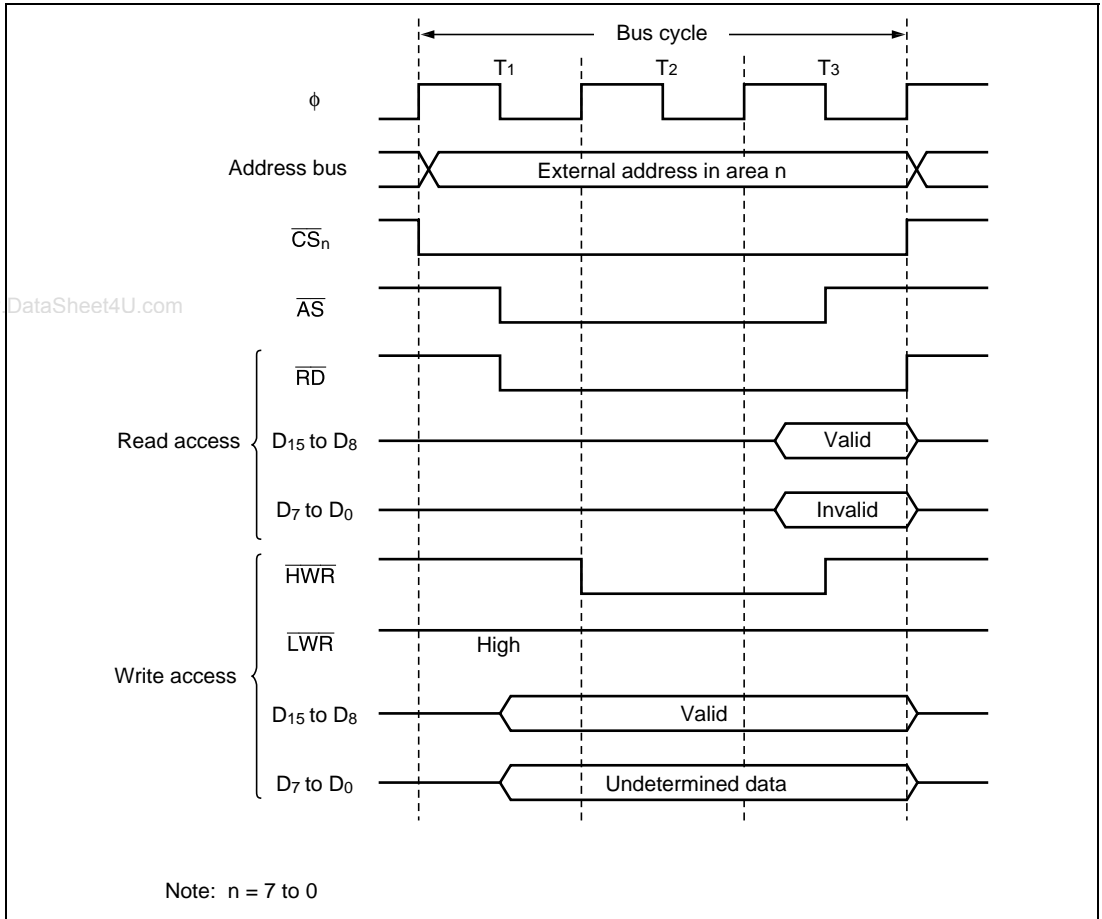 Bus cycle
T1 T2 T3
ϕ
Address bus External address in area n
CSn
DataSheet4U.com
AS
RD
Read access D15 to D8 Valid
D7 to D0 Invalid
HWR
LWR High
Write access
D15 to D8 Valid
D7 to D0 Undetermined data
Note: n = 7 to 0